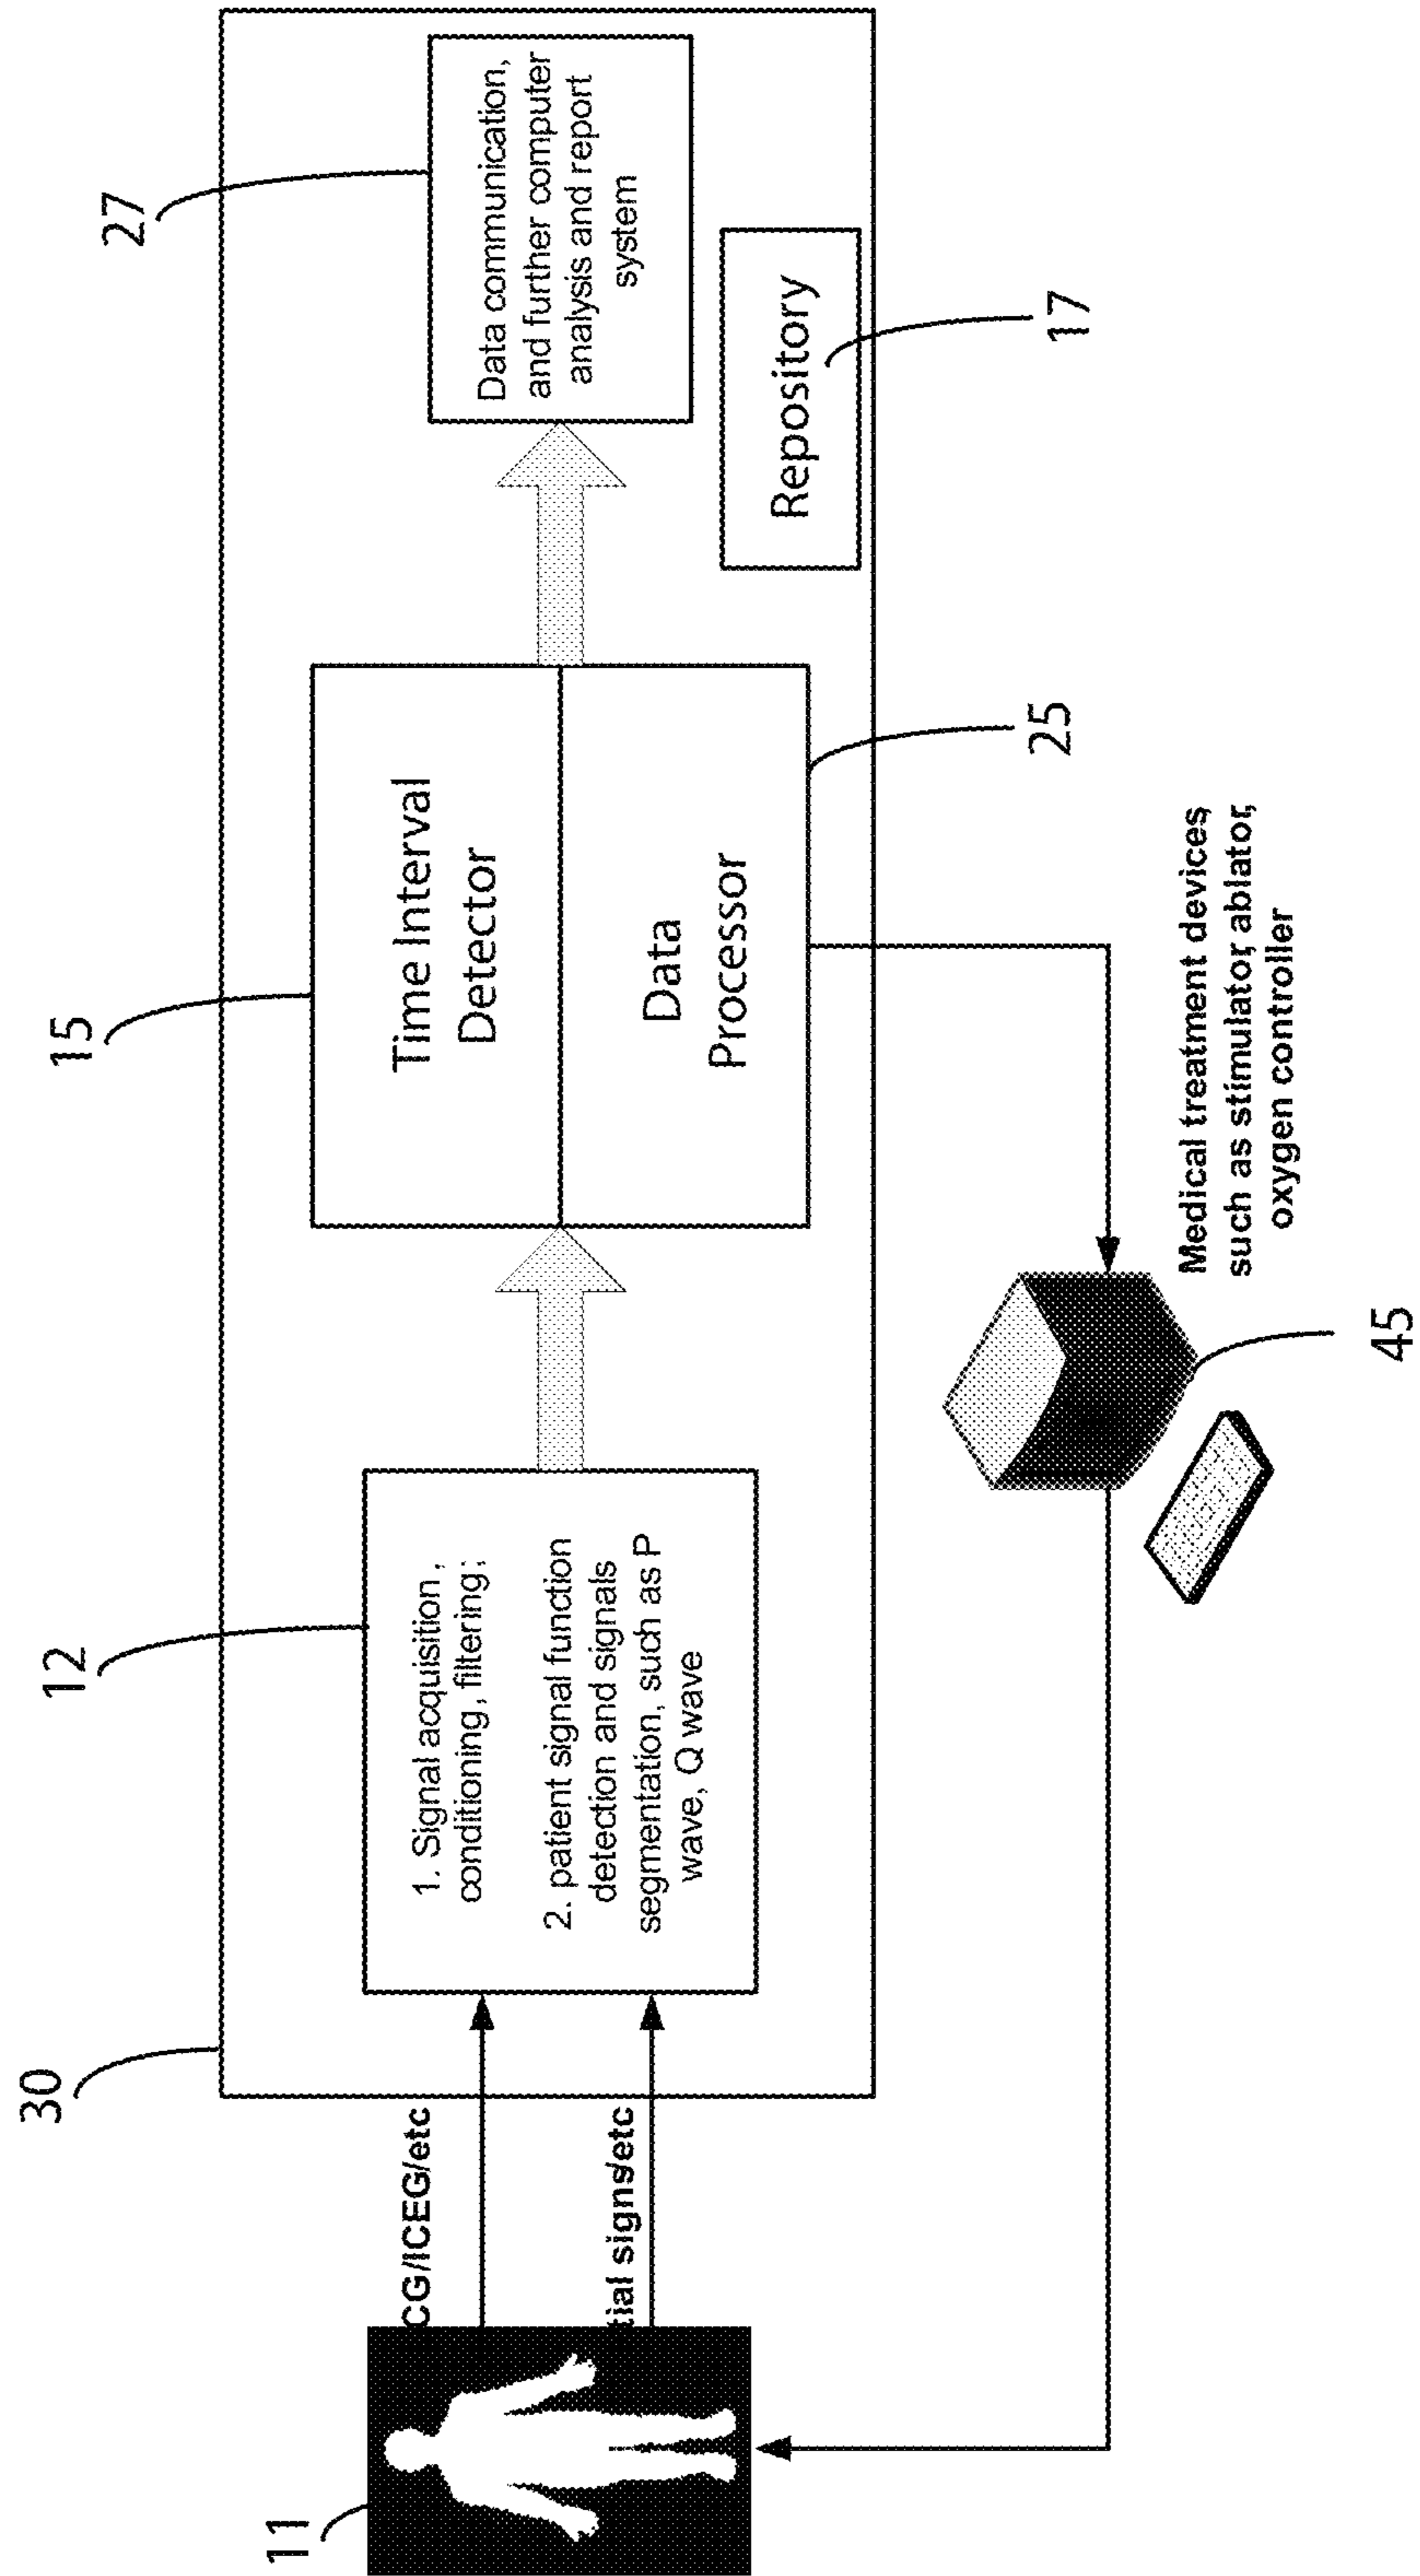 30
12
15
27
11
CG/ICEG/etc
tial signs/etc
1. Signal acquisition,
conditioning, filtering;
2. patient signal function
detection and signals
segmentation, such as P
wave, Q wave
Time Interval
Detector
Data
Processor
Data communication,
and further computer
analysis and report
system
Repository
17
25
45
Medical treatment devices,
such as stimulator, ablator,
oxygen controller